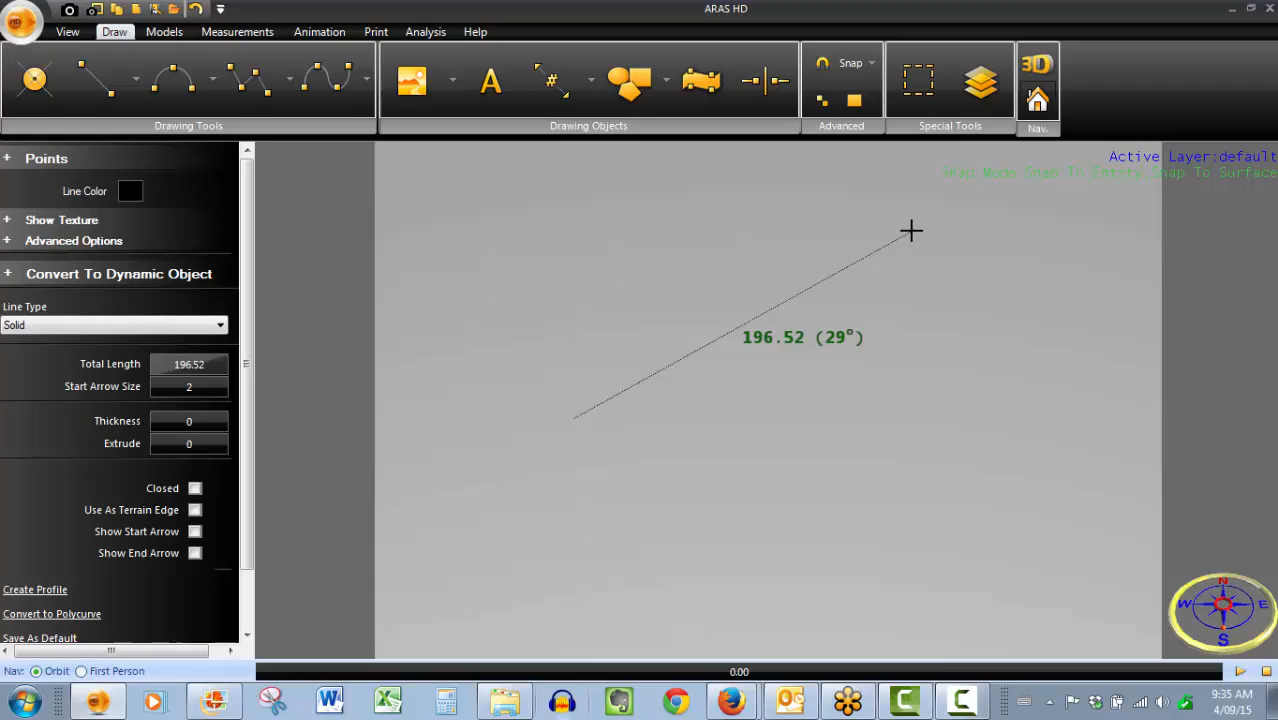 ARAS HD
View Draw Models Measurements Animation Print Analysis Help
Snap
3D
Drawing Tools Drawing Objects Advanced Special Tools Nav.
Points
Line Color
Show Texture
Advanced Options
Convert To Dynamic Object
Line Type
Solid
Total Length 196.52
Start Arrow Size 2
Thickness 0
Extrude 0
Closed
Use As Terrain Edge
Show Start Arrow
Show End Arrow
Create Profile
Convert to Polycurve
Save As Default
Active Layer:default
Snap Mode Snap To Entity,Snap To Surface
196.52 (29°)
N
W E
S
Nav: Orbit First Person
0.00
9:35 AM
4/09/15